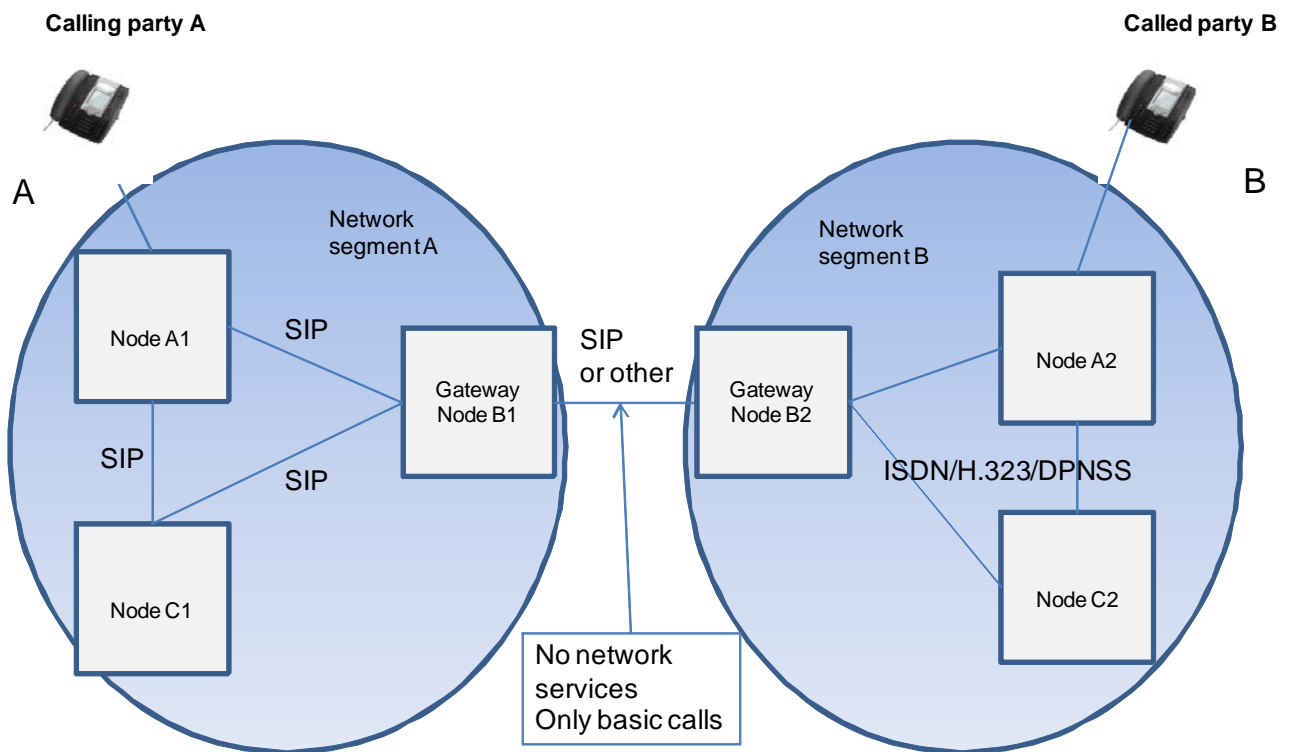 Calling party A
Called party B
A
B
Network
segment A
Network
segment B
Node A1
SIP
SIP
or other
Node A2
Gateway
Node B1
Gateway
Node B2
SIP
SIP
ISDN/H.323/DPNSS
Node C1
Node C2
No network
services
Only basic calls